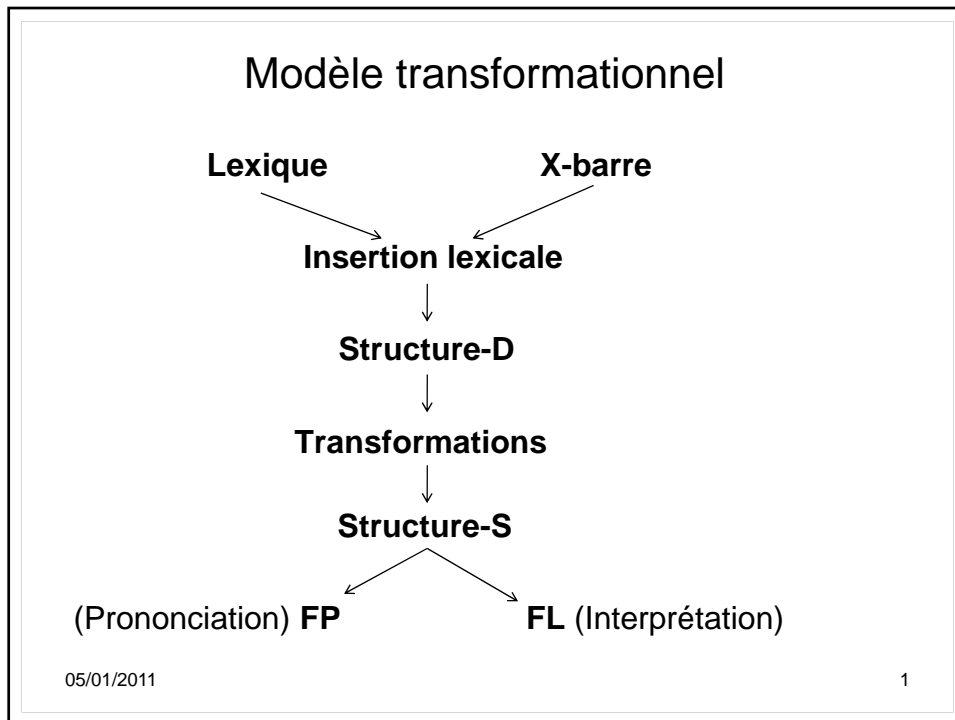 Modèle transformationnel
Lexique X-barre
Insertion lexicale
Structure-D
Transformations
Structure-S
(Prononciation) FP FL (Interprétation)
05/01/2011 1